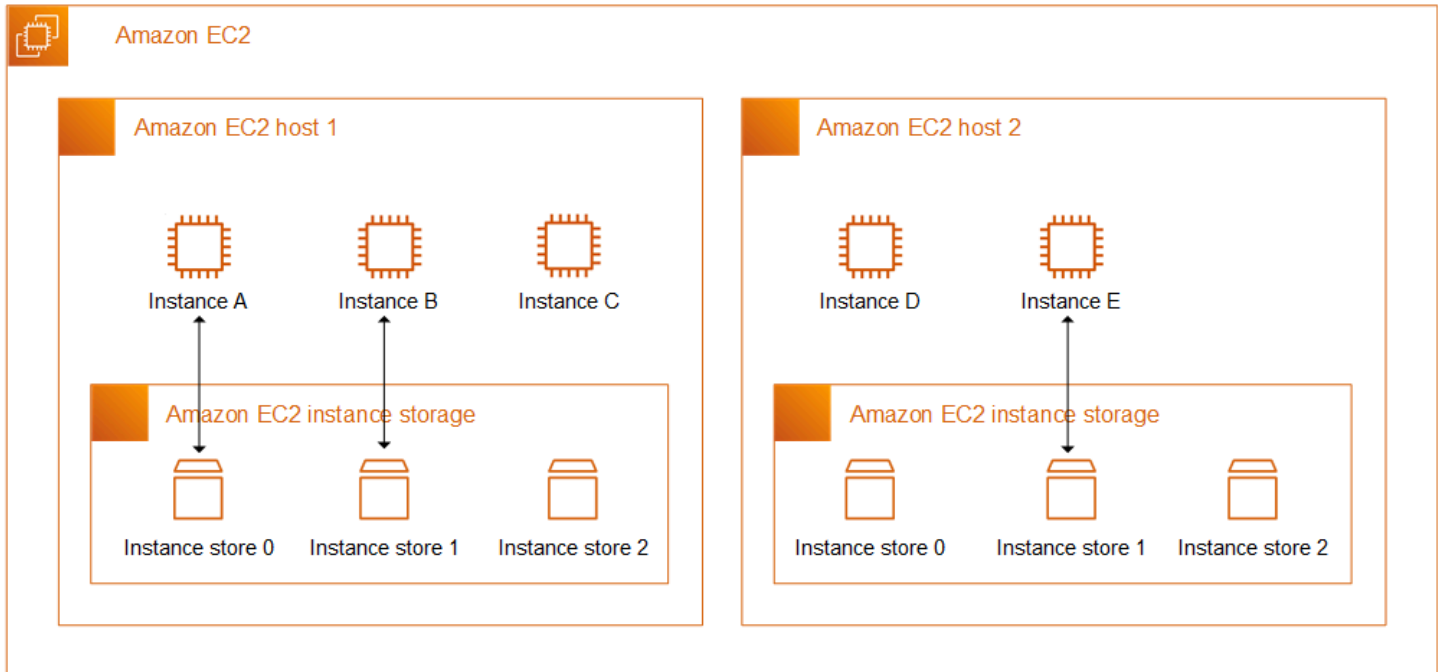 Amazon EC2
Amazon EC2 host 1
Amazon EC2 host 2
Instance A
Instance B
Instance C
Instance D
Instance E
Amazon EC2 instance storage
Amazon EC2 instance storage
Instance store 0
Instance store 1
Instance store 2
Instance store 0
Instance store 1
Instance store 2